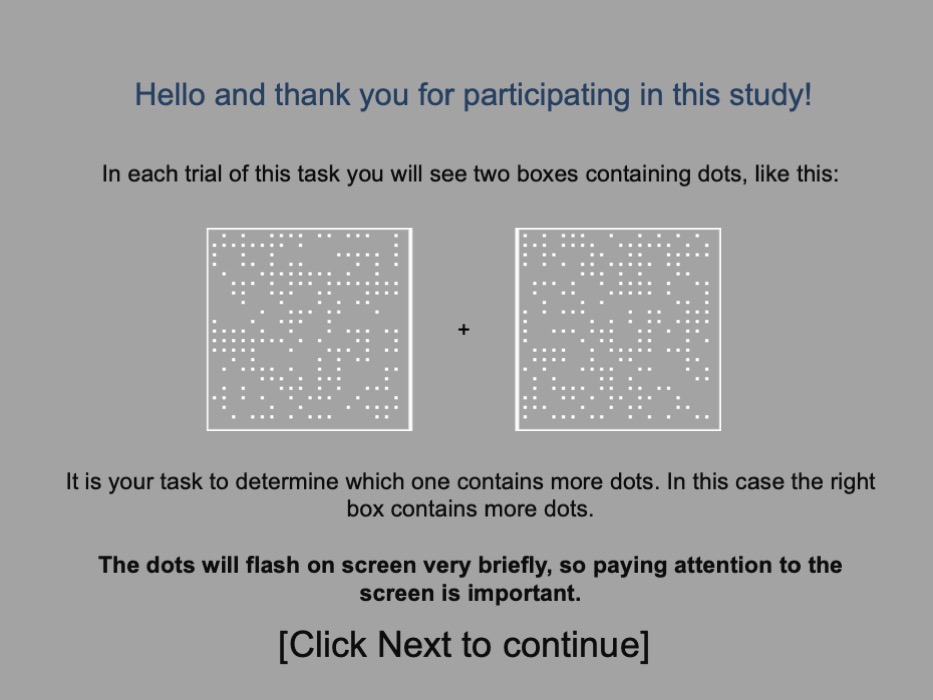 Hello and thank you for participating in this study!
In each trial of this task you will see two boxes containing dots, like this:
+
It is your task to determine which one contains more dots. In this case the right
box contains more dots.
The dots will flash on screen very briefly, so paying attention to the
screen is important.
[Click Next to continue]